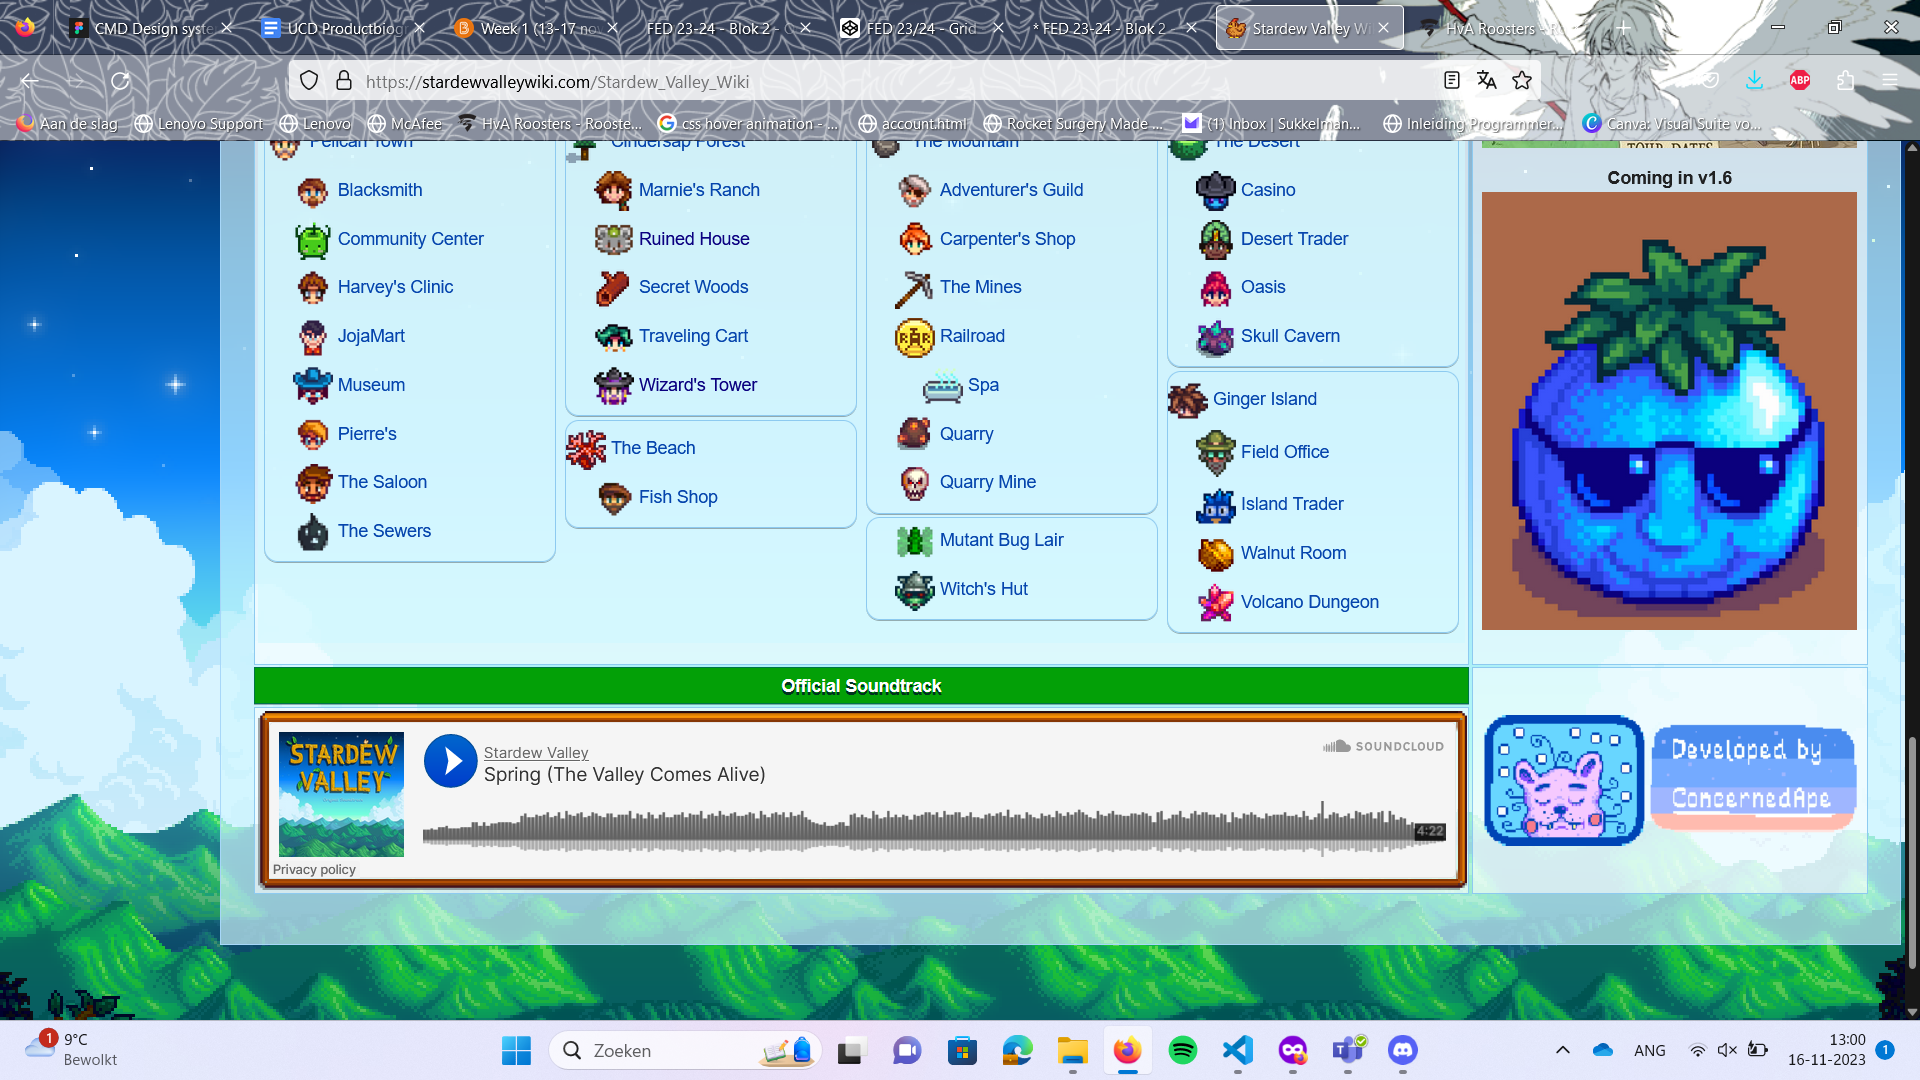 CMD Design syste
UCD Productbiog
Week 1 (13-17 nov
FED 23-24 - Blok 2 - C
FED 23/24 - Grid
* FED 23-24 - Blok 2
Stardew Valley Wi
HvA Roosters - R
https://stardewvalleywiki.com/Stardew_Valley_Wiki
ABP
Aan de slag
Lenovo Support
Lenovo
McAfee
HvA Roosters - Rooste...
css hover animation - ...
account.html
Rocket Surgery Made ...
(1) Inbox | Sukkelman...
Inleiding Programmer...
Canva: Visual Suite vo...
Pelican Town
Blacksmith
Community Center
Harvey's Clinic
JojaMart
Museum
Pierre's
The Saloon
The Sewers
Cindersap Forest
Marnie's Ranch
Ruined House
Secret Woods
Traveling Cart
Wizard's Tower
The Beach
Fish Shop
The Mountain
Adventurer's Guild
Carpenter's Shop
The Mines
Railroad
Spa
Quarry
Quarry Mine
Mutant Bug Lair
Witch's Hut
The Desert
Casino
Desert Trader
Oasis
Skull Cavern
Ginger Island
Field Office
Island Trader
Walnut Room
Volcano Dungeon
TOUR DATES
Coming in v1.6
Official Soundtrack
STARDEW
VALLEY
Stardew Valley
Spring (The Valley Comes Alive)
SOUNDCLOUD
4:22
Privacy policy
Developed by
ConcernedApe
1
9°C
Bewolkt
Zoeken
ANG
13:00
16-11-2023
1